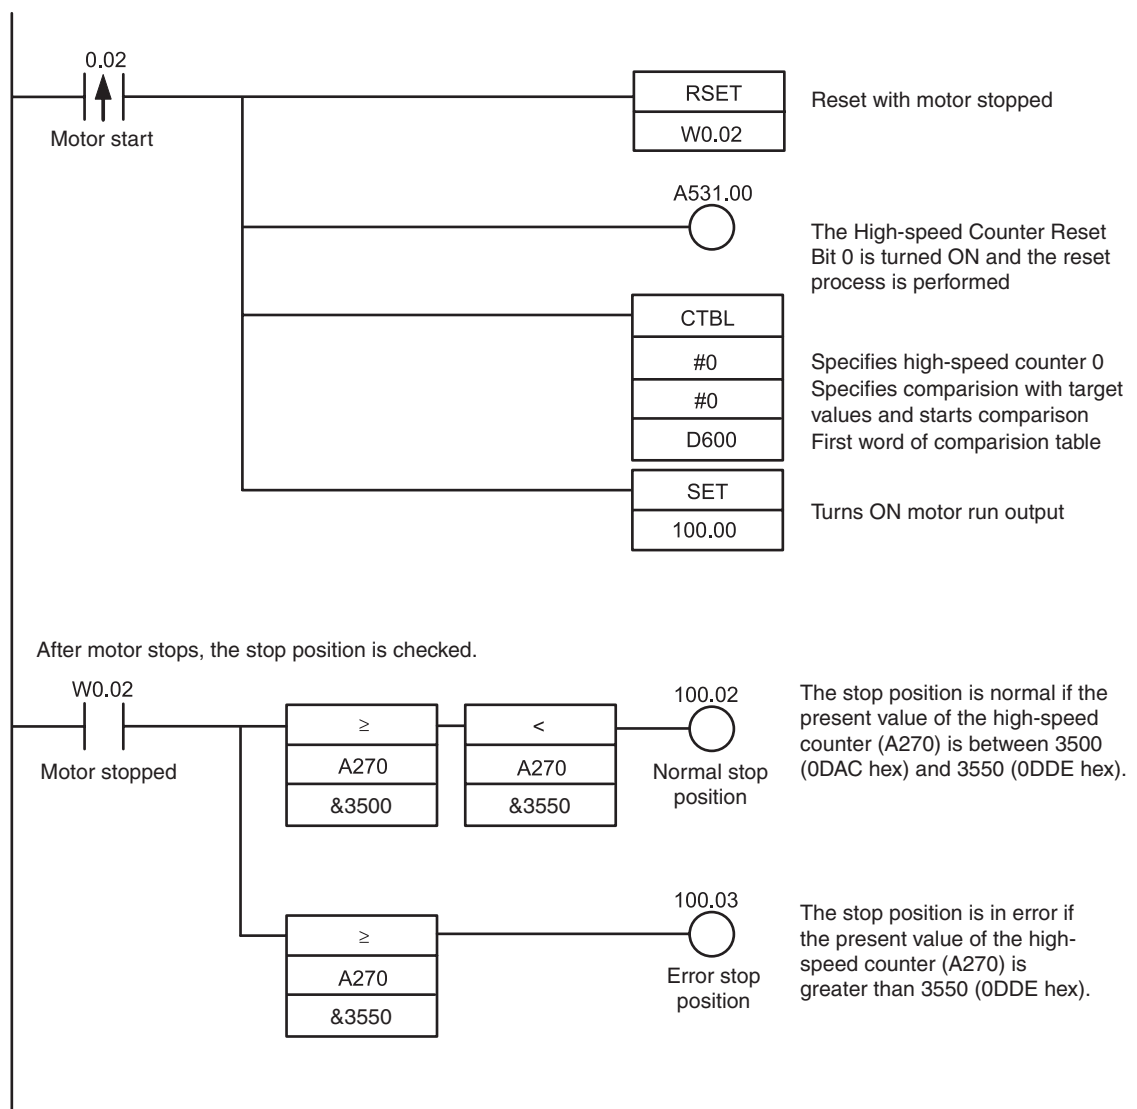 0.02
Motor start
RSET
W0.02
Reset with motor stopped
A531.00
The High-speed Counter Reset
Bit 0 is turned ON and the reset
process is performed
CTBL
#0
#0
D600
Specifies high-speed counter 0
Specifies comparision with target
values and starts comparison
First word of comparision table
SET
100.00
Turns ON motor run output
After motor stops, the stop position is checked.
W0.02
Motor stopped
≥
A270
&3500
<
A270
&3550
100.02
Normal stop
position
The stop position is normal if the
present value of the high-speed
counter (A270) is between 3500
(0DAC hex) and 3550 (0DDE hex).
≥
A270
&3550
100.03
Error stop
position
The stop position is in error if
the present value of the high-
speed counter (A270) is
greater than 3550 (0DDE hex).